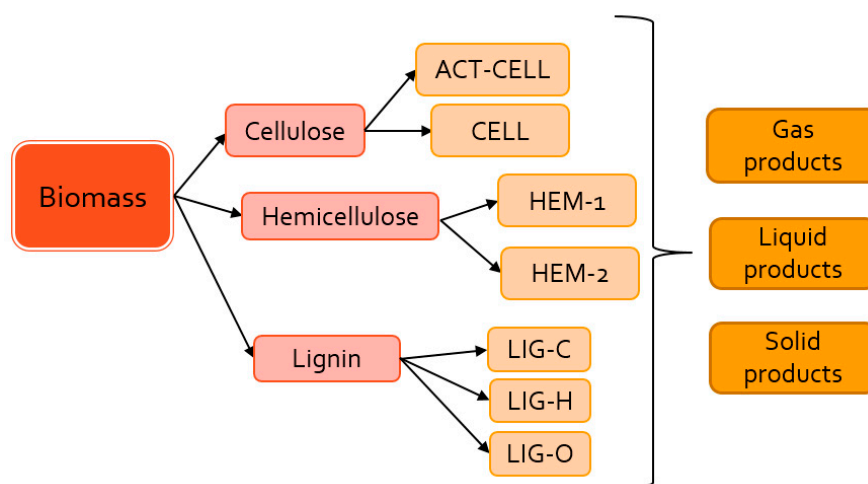 Biomass
Cellulose
Hemicellulose
Lignin
ACT-CELL
CELL
HEM-1
HEM-2
LIG-C
LIG-H
LIG-O
Gas
products
Liquid
products
Solid
products